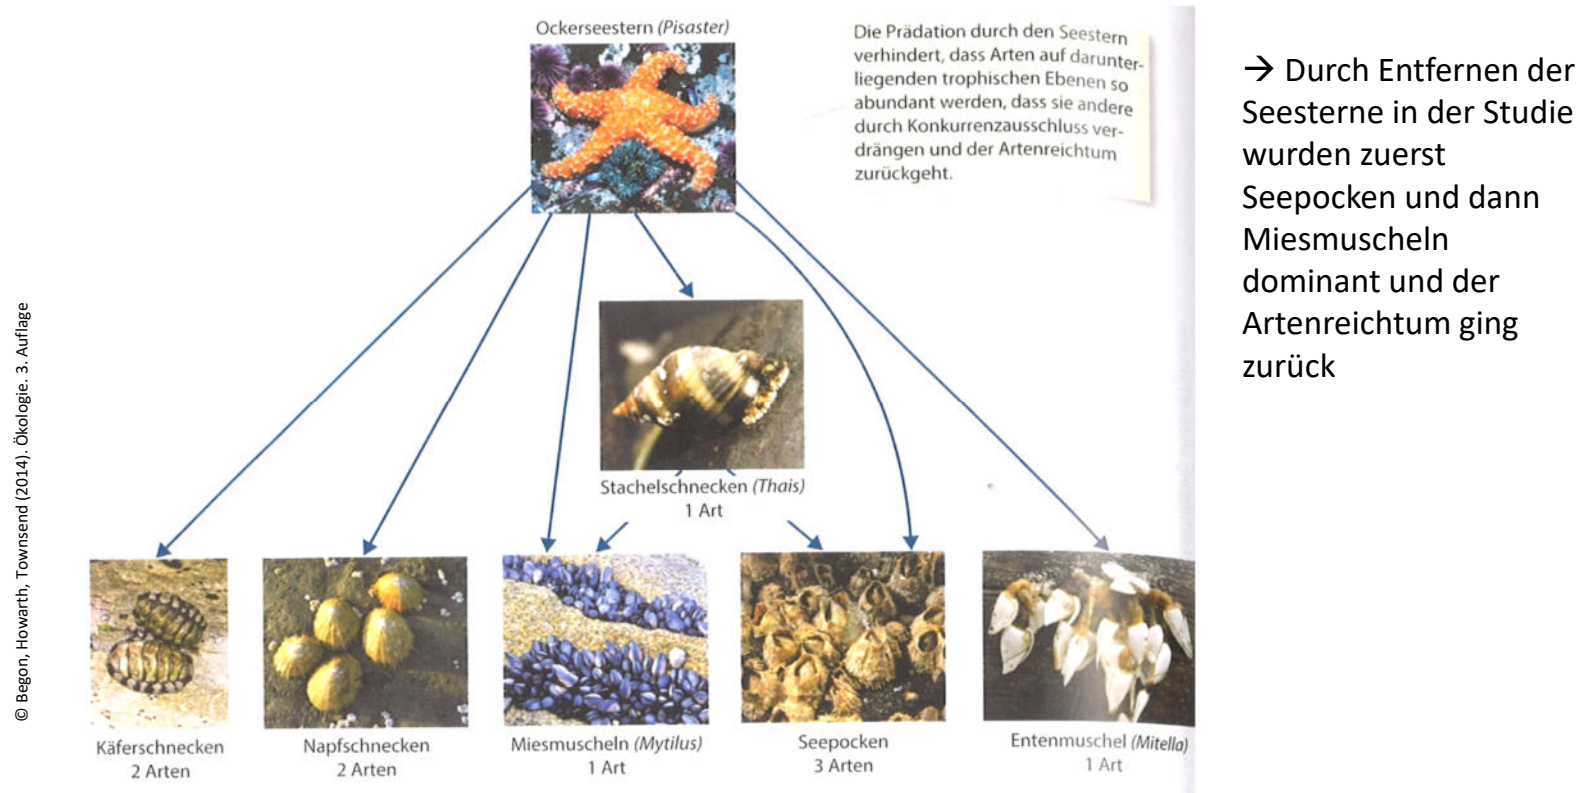 Ockerseestern (Pisaster)
Die Prädation durch den Seestern
verhindert, dass Arten auf darunter-
liegenden trophischen Ebenen so
abundant werden, dass sie andere
durch Konkurrenzausschluss ver-
drängen und der Artenreichtum
zurückgeht.
→ Durch Entfernen der
Seesterne in der Studie
wurden zuerst
Seepocken und dann
Miesmuscheln
dominant und der
Artenreichtum ging
zurück
Stachelschnecken (Thais)
1 Art
Käferschnecken
2 Arten
Napfschnecken
2 Arten
Miesmuscheln (Mytilus)
1 Art
Seepocken
3 Arten
Entenmuschel (Mitella)
1 Art
© Begon, Howarth, Townsend (2014). Ökologie. 3. Auflage